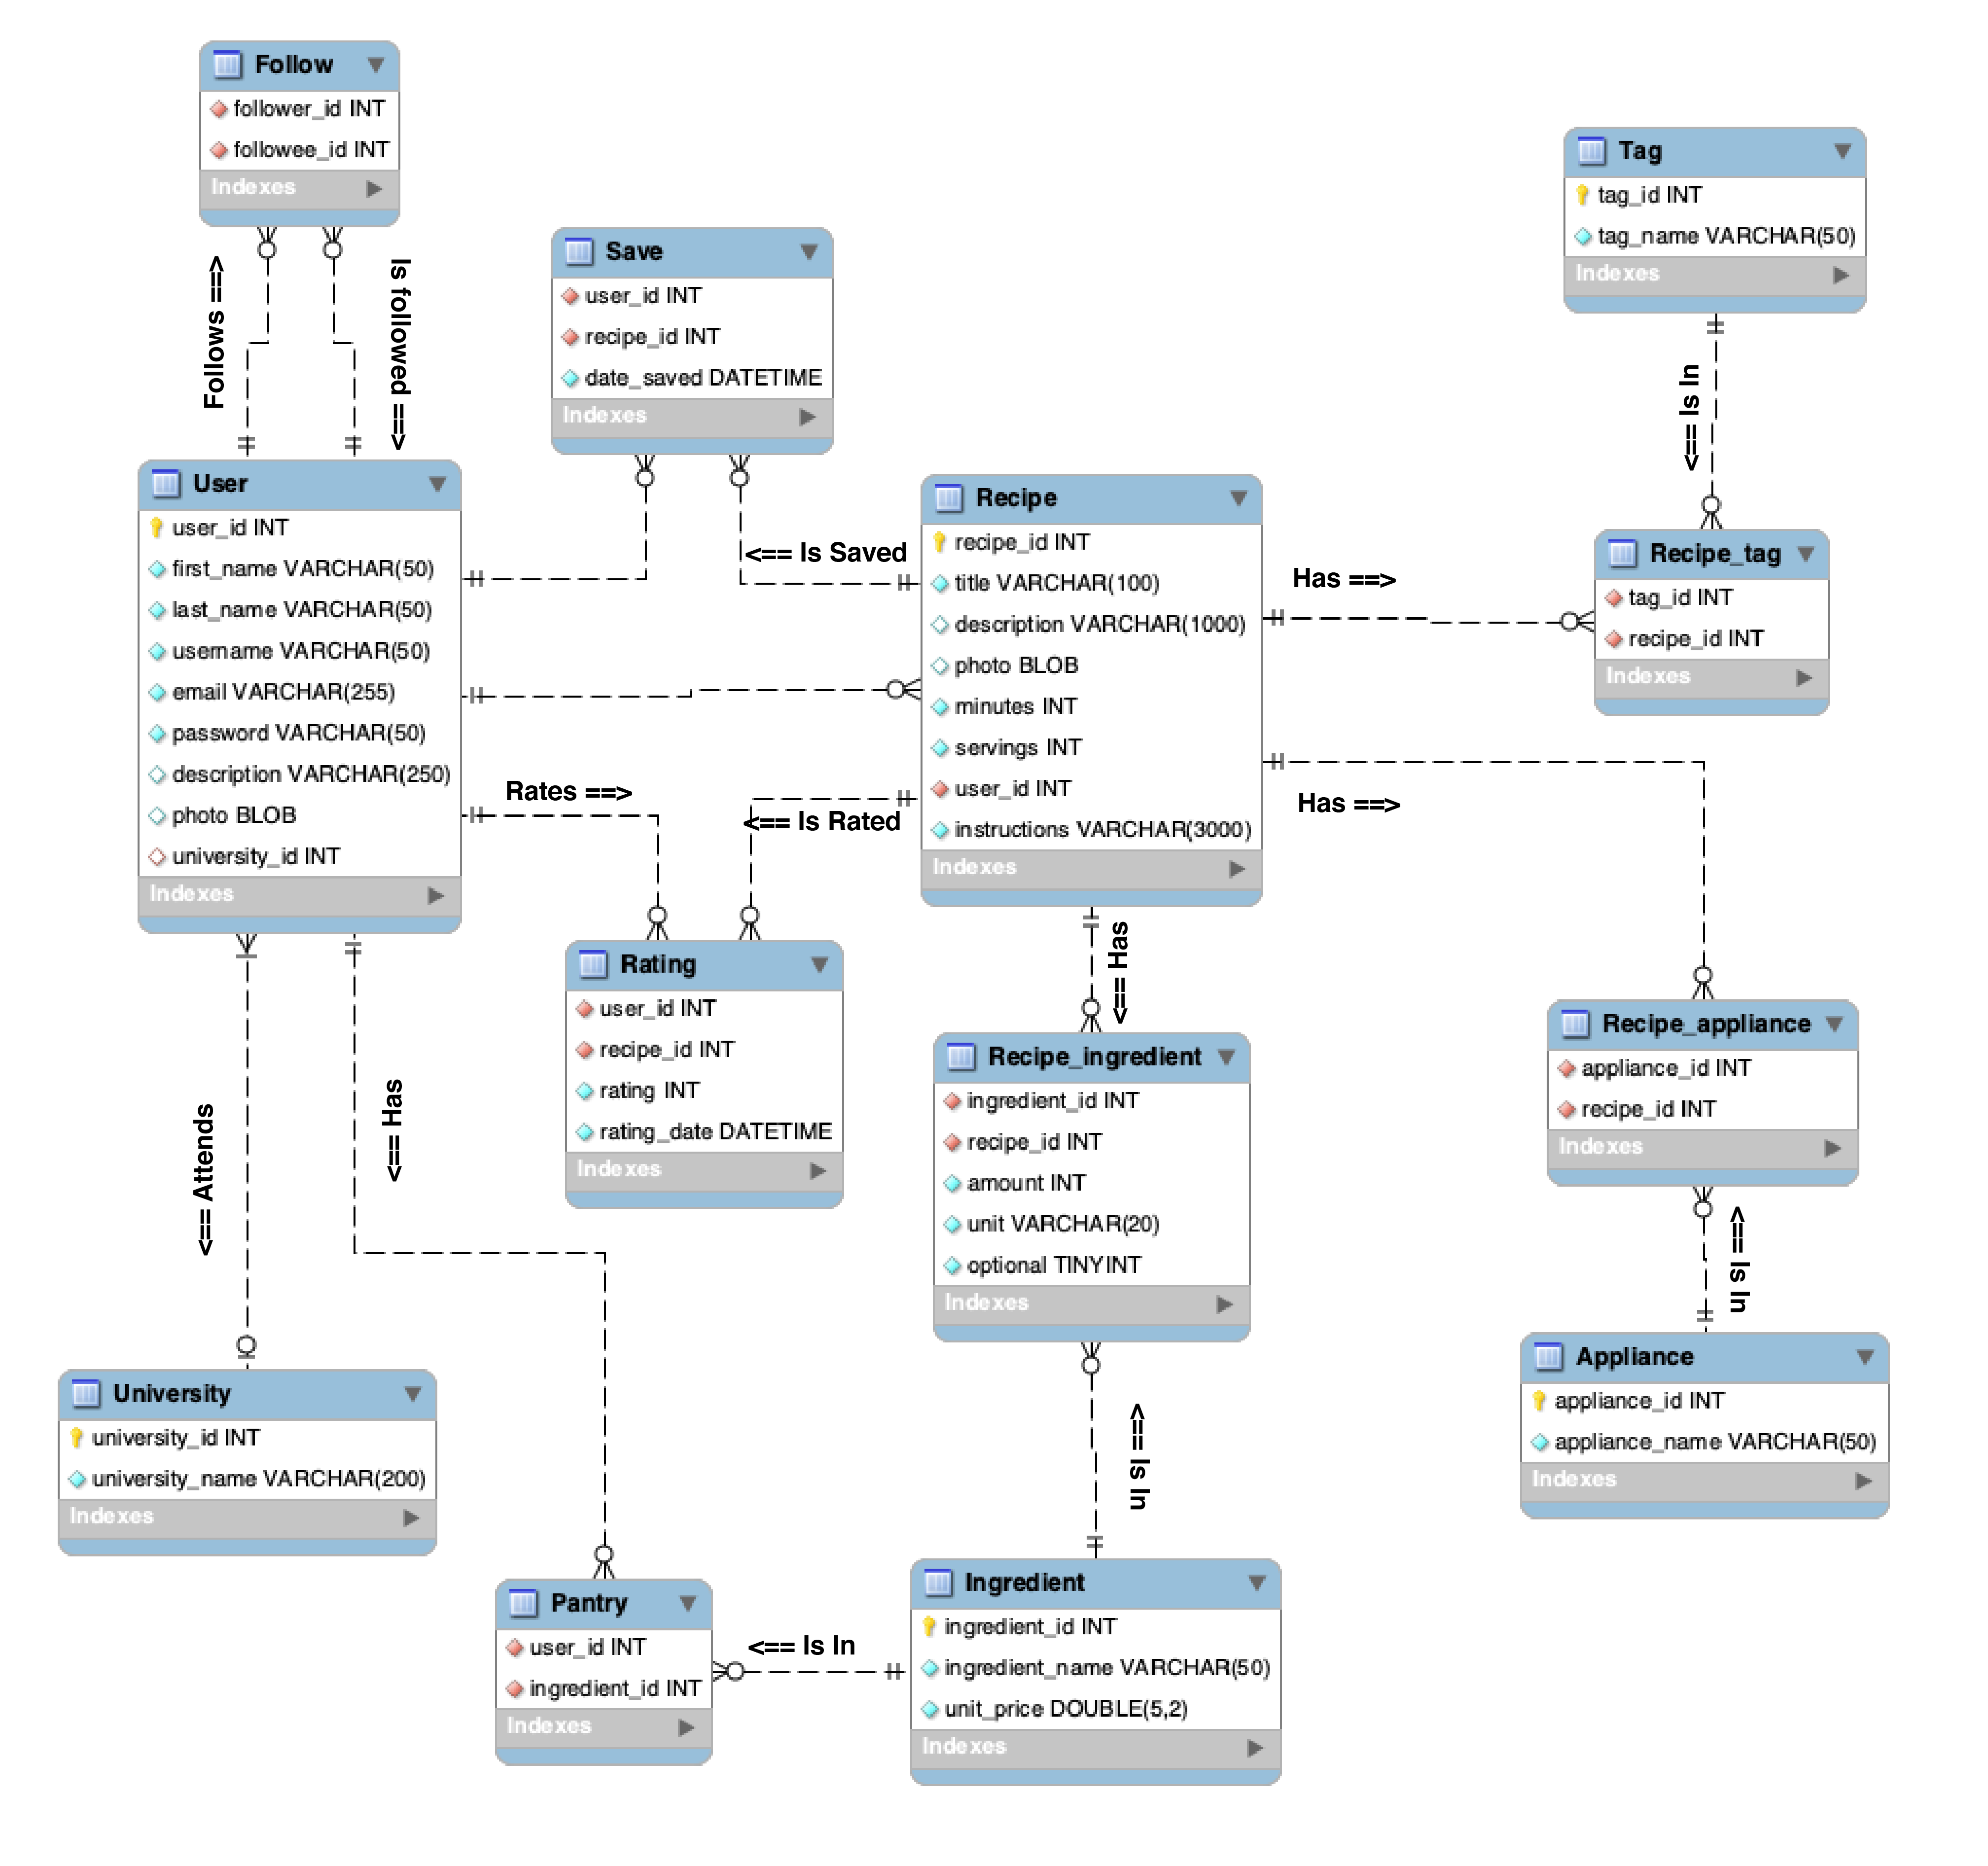 Follow
follower_id INT
followee_id INT
Indexes
Follows ==>
Is followed ==>
Save
user_id INT
recipe_id INT
date_saved DATETIME
Indexes
<== Is Saved
Tag
tag_id INT
tag_name VARCHAR(50)
Indexes
<== Is In
User
user_id INT
first_name VARCHAR(50)
last_name VARCHAR(50)
username VARCHAR(50)
email VARCHAR(255)
password VARCHAR(50)
description VARCHAR(250)
photo BLOB
university_id INT
Indexes
Recipe
recipe_id INT
title VARCHAR(100)
description VARCHAR(1000)
photo BLOB
minutes INT
servings INT
user_id INT
instructions VARCHAR(3000)
Indexes
Has ==>
Recipe_tag
tag_id INT
recipe_id INT
Indexes
Rates ==>
<== Is Rated
Has ==>
Rating
user_id INT
recipe_id INT
rating INT
rating_date DATETIME
Indexes
<== Has
Recipe_ingredient
ingredient_id INT
recipe_id INT
amount INT
unit VARCHAR(20)
optional TINYINT
Indexes
Recipe_appliance
appliance_id INT
recipe_id INT
Indexes
<== Attends
<== Has
<== Is In
Appliance
appliance_id INT
appliance_name VARCHAR(50)
Indexes
University
university_id INT
university_name VARCHAR(200)
Indexes
<== Is In
Pantry
user_id INT
ingredient_id INT
Indexes
<== Is In
Ingredient
ingredient_id INT
ingredient_name VARCHAR(50)
unit_price DOUBLE(5,2)
Indexes